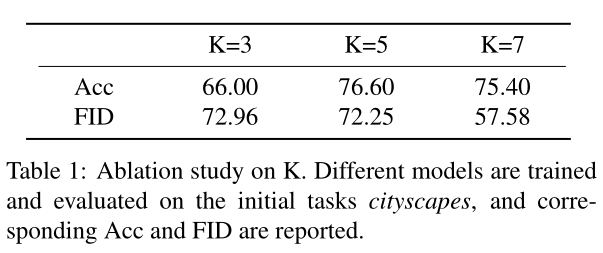 K=3 K=5 K=7
Acc 66.00 76.60 75.40
FID 72.96 72.25 57.58
Table 1: Ablation study on K. Different models are trained
and evaluated on the initial tasks cityscapes, and corre-
sponding Acc and FID are reported.